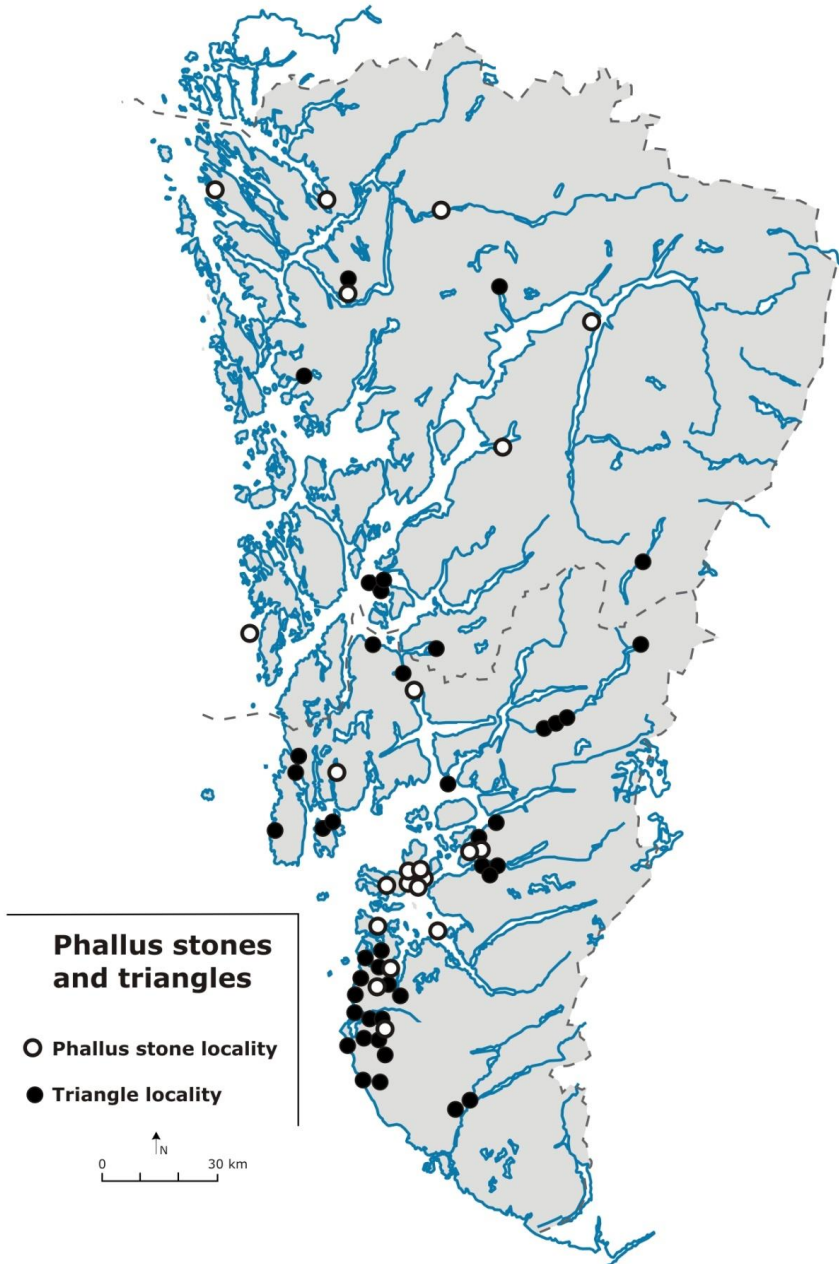 Phallus stones
and triangles
Phallus stone locality
Triangle locality
N
0 30 km